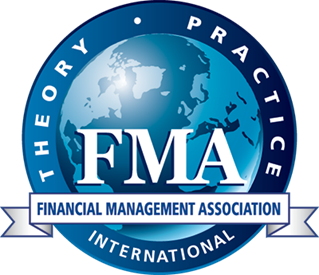 THEORY • PRACTICE
FMA
FINANCIAL MANAGEMENT ASSOCIATION
INTERNATIONAL